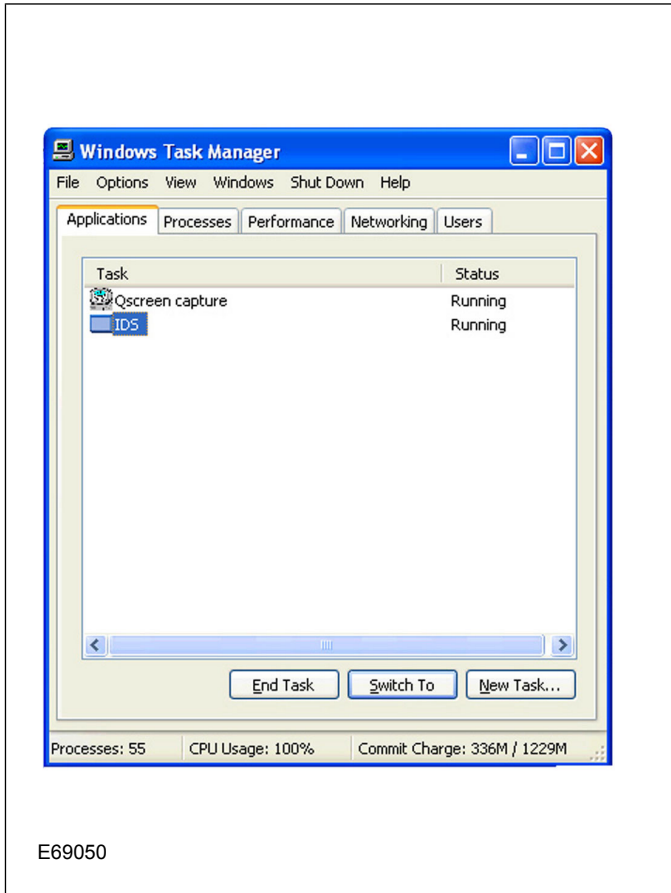 Windows Task Manager
File Options View Windows Shut Down Help
Applications Processes Performance Networking Users
Task Status
Qscreen capture Running
IDS Running
End Task Switch To New Task...
Processes: 55 CPU Usage: 100% Commit Charge: 336M / 1229M
E69050